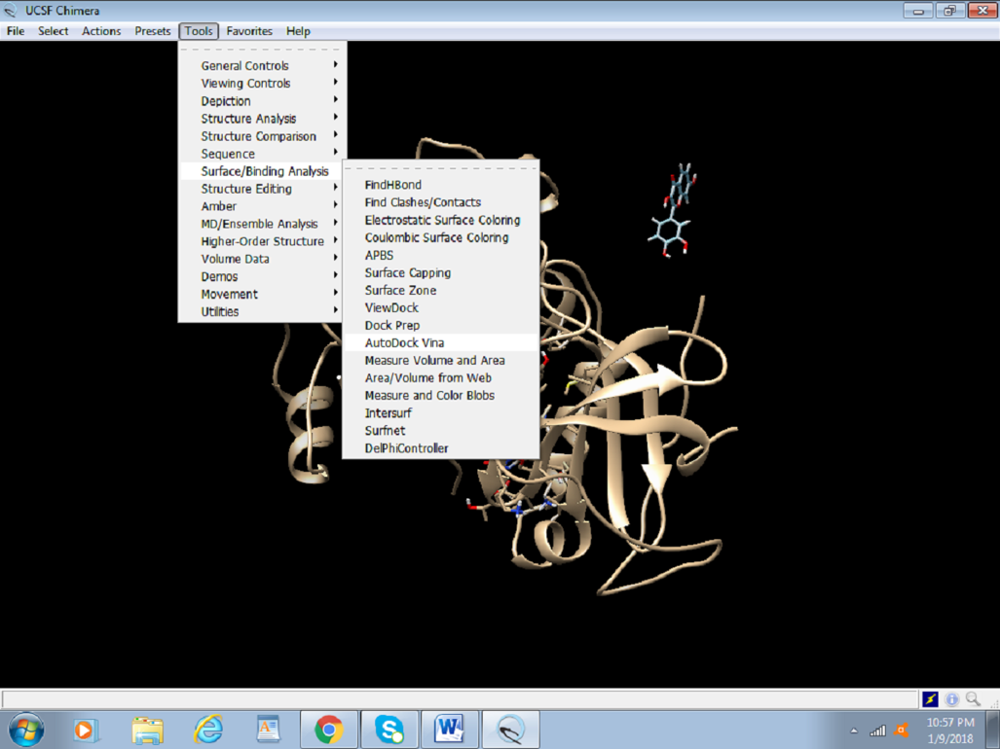 UCSF Chimera
File Select Actions Presets Tools Favorites Help
General Controls
Viewing Controls
Depiction
Structure Analysis
Structure Comparison
Sequence
Surface/Binding Analysis
Structure Editing
Amber
MD/Ensemble Analysis
Higher-Order Structure
Volume Data
Demos
Movement
Utilities
FindHBond
Find Clashes/Contacts
Electrostatic Surface Coloring
Coulombic Surface Coloring
APBS
Surface Capping
Surface Zone
ViewDock
Dock Prep
AutoDock Vina
Measure Volume and Area
Area/Volume from Web
Measure and Color Blobs
Intersurf
Surfnet
DelPhiController
10:57 PM
1/9/2018